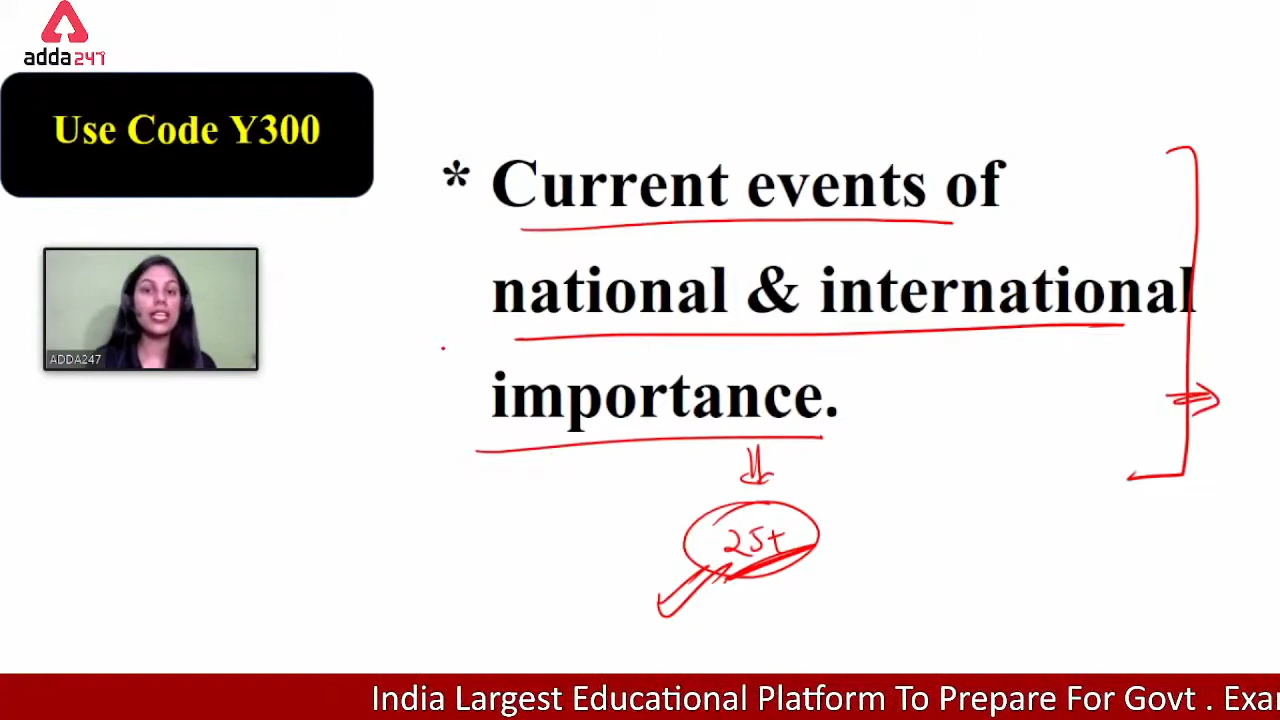 adda247
Use Code Y300
* Current events of
national & international
importance.
ADDA247
25+
India Largest Educational Platform To Prepare For Govt . Exa